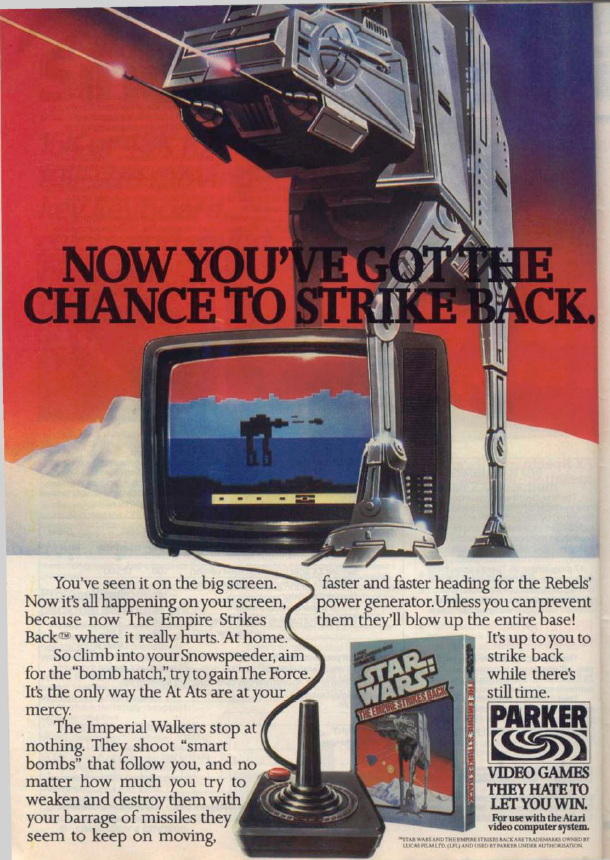 NOW YOU'VE GOT THE
CHANCE TO STRIKE BACK.
You've seen it on the big screen.
Now it's all happening on your screen,
because now The Empire Strikes
Back™ where it really hurts. At home.
So climb into your Snowspeeder, aim
for the "bomb hatch," try to gain The Force.
It's the only way the At Ats are at your
mercy.
The Imperial Walkers stop at
nothing. They shoot "smart
bombs" that follow you, and no
matter how much you try to
weaken and destroy them with
your barrage of missiles they
seem to keep on moving,
faster and faster heading for the Rebels'
power generator. Unless you can prevent
them they'll blow up the entire base!
It's up to you to
strike back
while there's
still time.
STAR
WARS:
THE EMPIRE STRIKES BACK
THE EMPIRE STRIKES BACK
PARKER
VIDEO GAMES
THEY HATE TO
LET YOU WIN.
For use with the Atari
video computer system.
™STAR WARS AND THE EMPIRE STRIKES BACK ARE TRADEMARKS OWNED BY
LUCASFILM LTD. (LFL) AND USED BY PARKER UNDER AUTHORISATION.